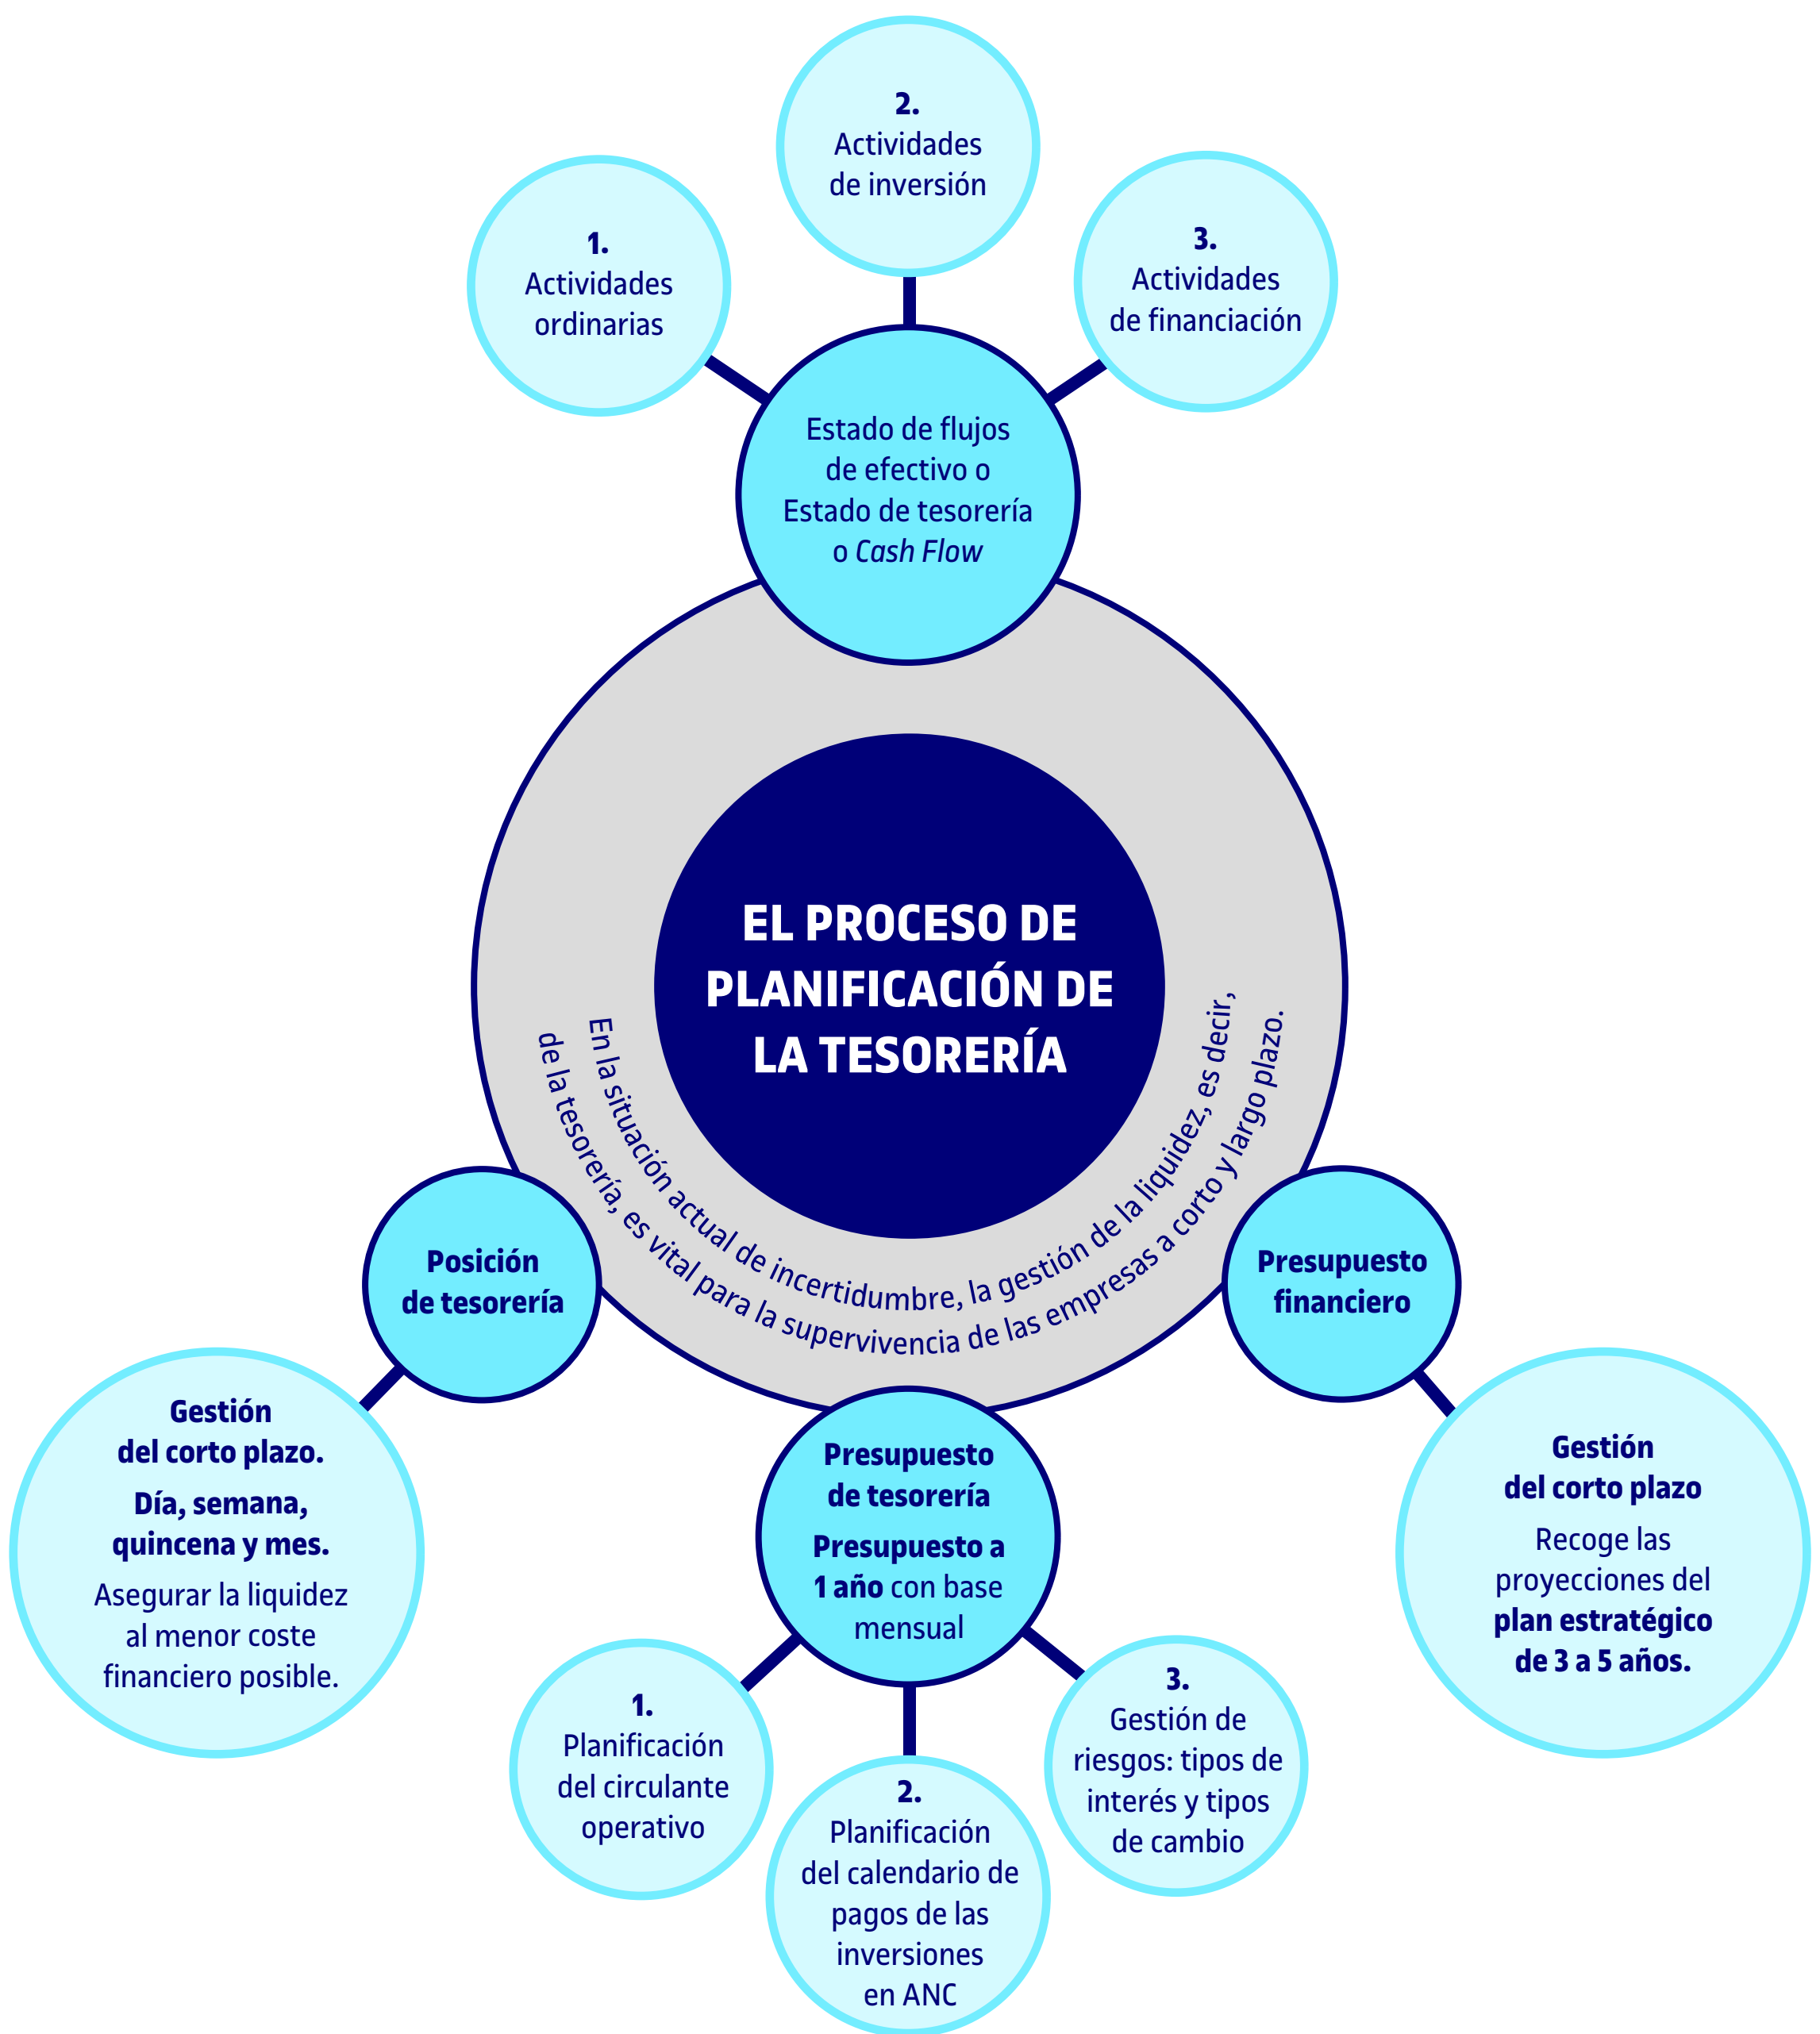 2.
Actividades
de inversión
1.
Actividades
ordinarias
3.
Actividades
de financiación
Estado de flujos
de efectivo o
Estado de tesorería
o Cash Flow
EL PROCESO DE
PLANIFICACIÓN DE
LA TESORERÍA
En la situación actual de incertidumbre, la gestión de la liquidez, es decir,
de la tesorería, es vital para la supervivencia de las empresas a corto y largo plazo.
Posición
de tesorería
Gestión
del corto plazo.
Día, semana,
quincena y mes.
Asegurar la liquidez
al menor coste
financiero posible.
Presupuesto
de tesorería
Presupuesto a
1 año con base
mensual
1.
Planificación
del circulante
operativo
2.
Planificación
del calendario de
pagos de las
inversiones
en ANC
3.
Gestión de
riesgos: tipos de
interés y tipos
de cambio
Presupuesto
financiero
Gestión
del corto plazo
Recoge las
proyecciones del
plan estratégico
de 3 a 5 años.